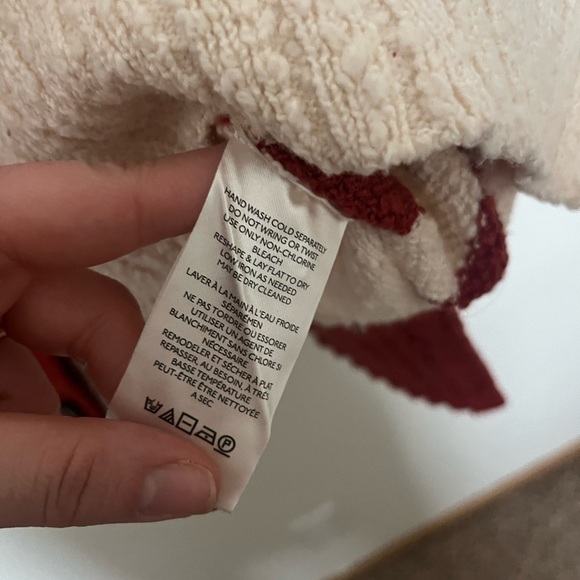 HAND WASH COLD SEPARATELY
DO NOT WRING OR TWIST
USE ONLY NON-CHLORINE
BLEACH
RESHAPE & LAY FLAT TO DRY
LOW IRON AS NEEDED
MAY BE DRY CLEANED
LAVER À LA MAIN À L'EAU FROIDE
SÉPARÉMEN
NE PAS TORDRE OU ESSORER
UTILISER UN AGENT DE
BLANCHIMENT SANS CHLORE SI
NÉCESSAIRE
REMODELER ET SÉCHER À PLAT
REPASSER, AU BESOIN, À TRÈS
BASSE TEMPÉRATURE
PEUT-ÊTRE ÊTRE NETTOYÉE
A SEC
P